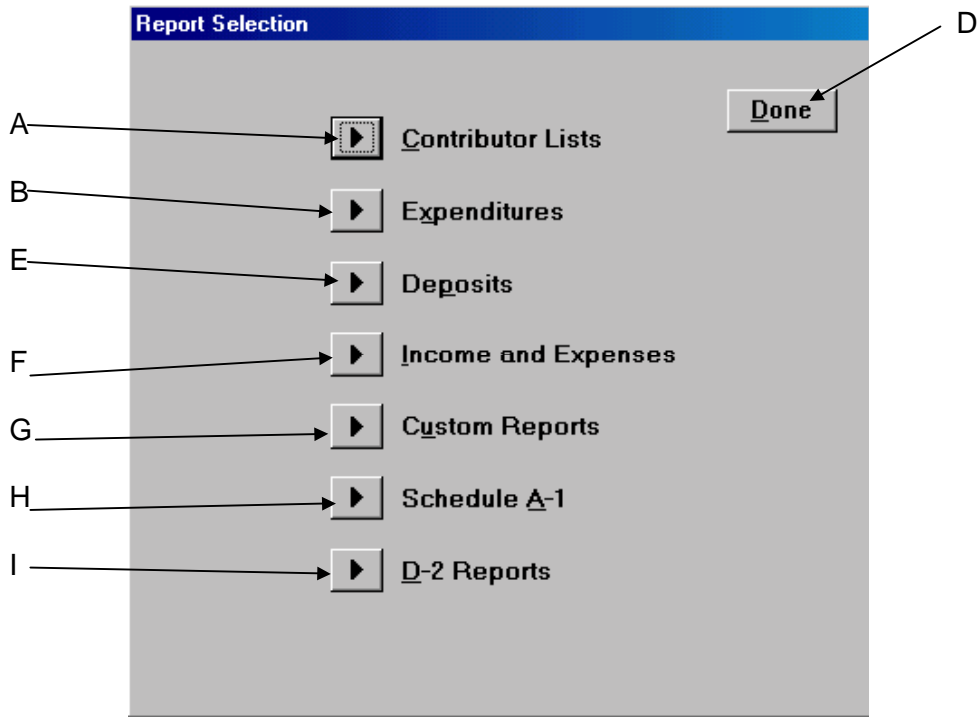 Report Selection
D
Done
A
Contributor Lists
B
Expenditures
E
Deposits
F
Income and Expenses
G
Custom Reports
H
Schedule A-1
I
D-2 Reports